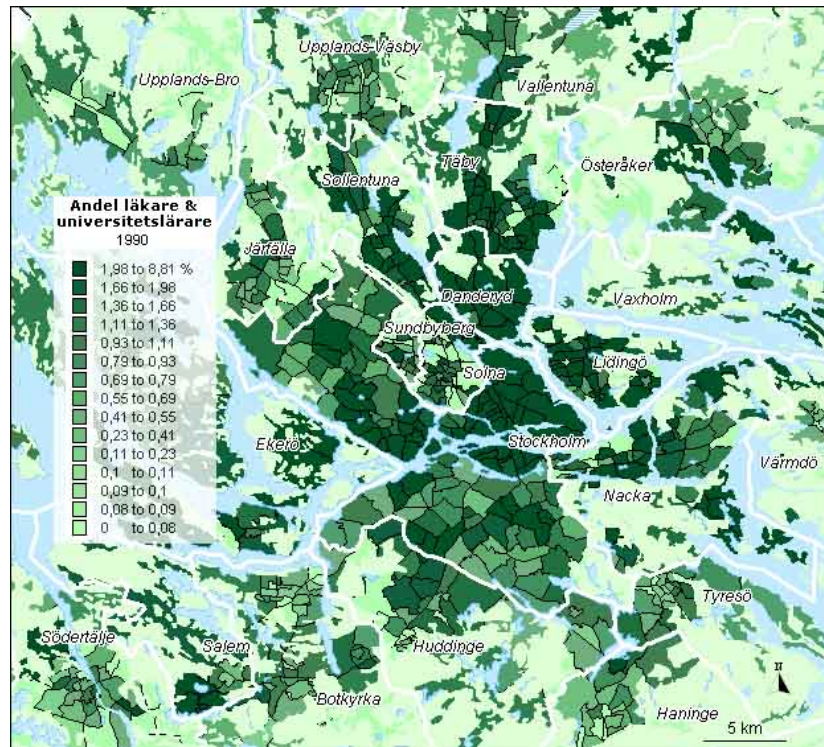 Upplands-Väsby
Upplands-Bro
Vallentuna
Täby
Österåker
Sollentuna
Andel läkare &
universitetslärare
1990
1,98 to 8,81 %
1,66 to 1,98
1,36 to 1,66
1,11 to 1,36
0,93 to 1,11
0,79 to 0,93
0,69 to 0,79
0,55 to 0,69
0,41 to 0,55
0,23 to 0,41
0,11 to 0,23
0,1 to 0,11
0,09 to 0,1
0,08 to 0,09
0 to 0,08
Järfälla
Danderyd
Vaxholm
Sundbyberg
Solna
Lidingö
Ekerö
Stockholm
Värmdö
Nacka
Tyresö
Södertälje
Salem
Huddinge
Botkyrka
N
Haninge
5 km